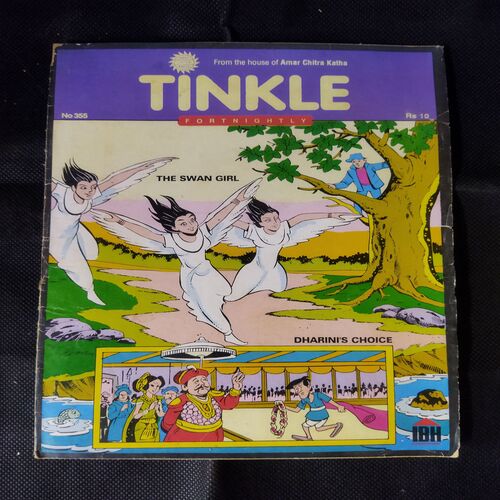 From the house of Amar Chitra Katha
TINKLE
No 355
FORTNIGHTLY
Rs 10
THE SWAN GIRL
DHARINI'S CHOICE
IBH